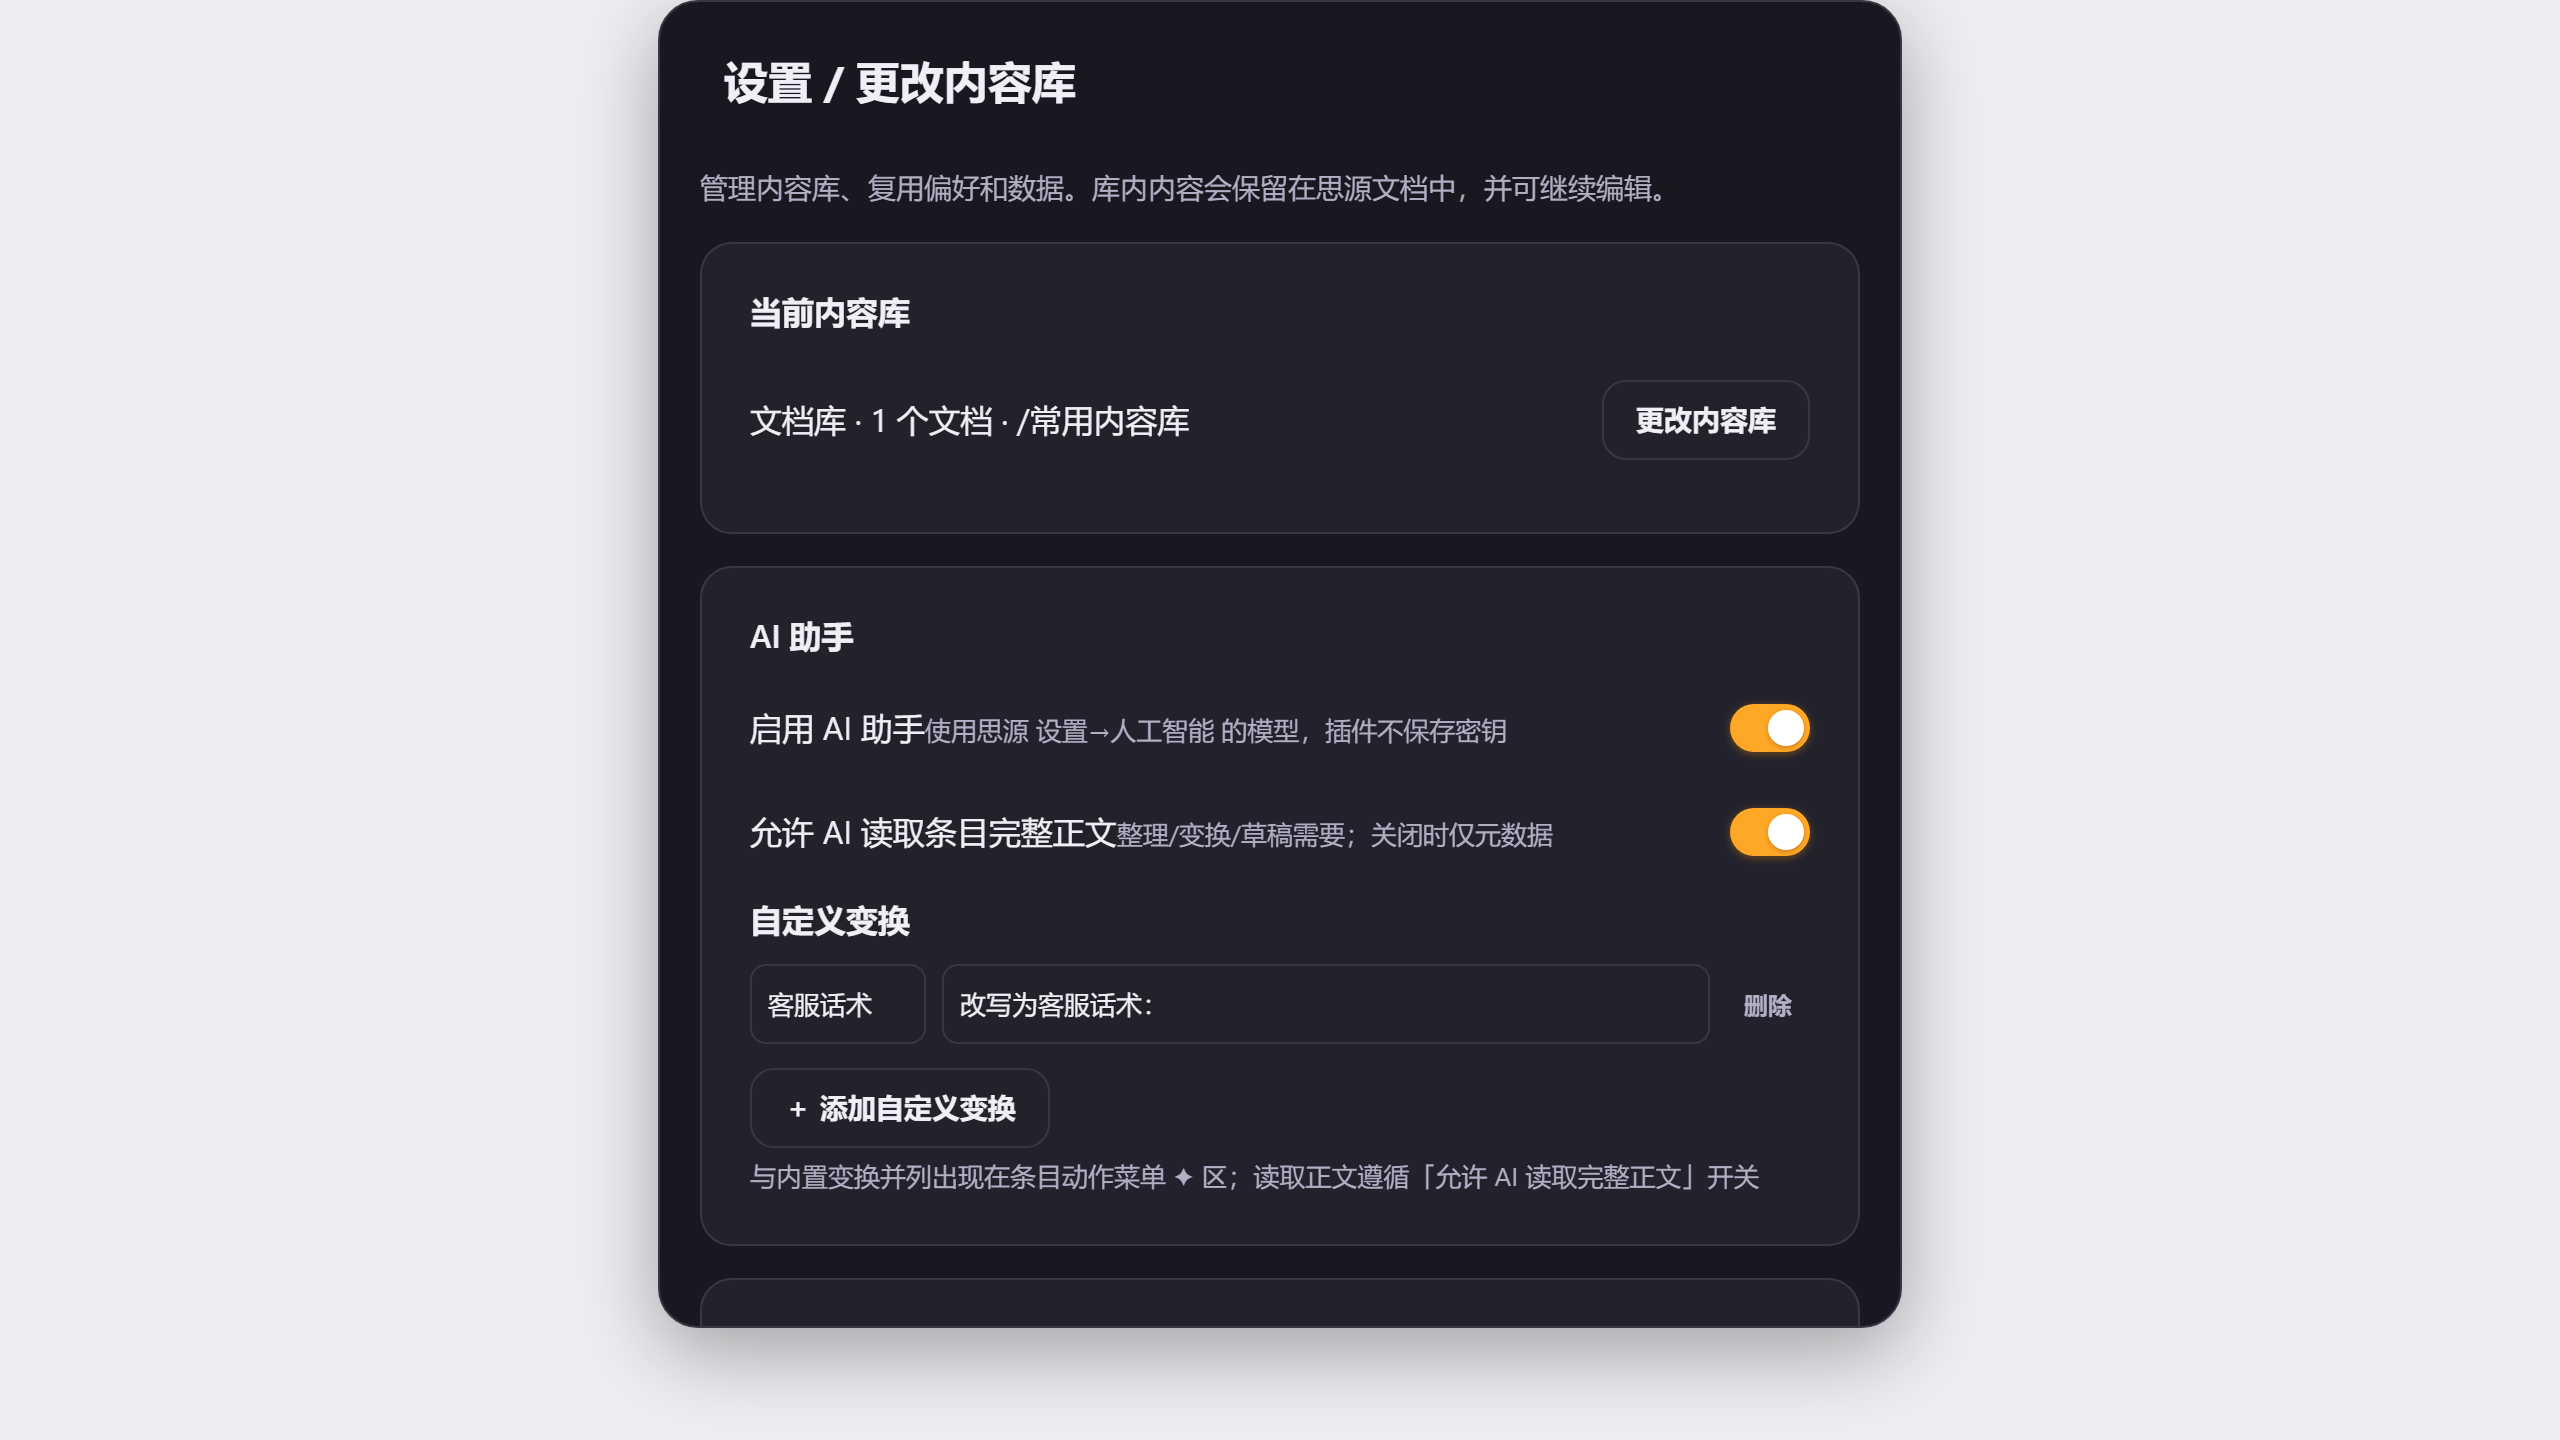 设置 / 更改内容库
管理内容库、复用偏好和数据。库内内容会保留在思源文档中，并可继续编辑。
当前内容库
文档库 · 1 个文档 · /常用内容库
更改内容库
AI 助手
启用 AI 助手使用思源 设置→人工智能 的模型，插件不保存密钥
允许 AI 读取条目完整正文整理/变换/草稿需要；关闭时仅元数据
自定义变换
客服话术
改写为客服话术：
删除
+ 添加自定义变换
与内置变换并列出现在条目动作菜单 ✦ 区；读取正文遵循「允许 AI 读取完整正文」开关